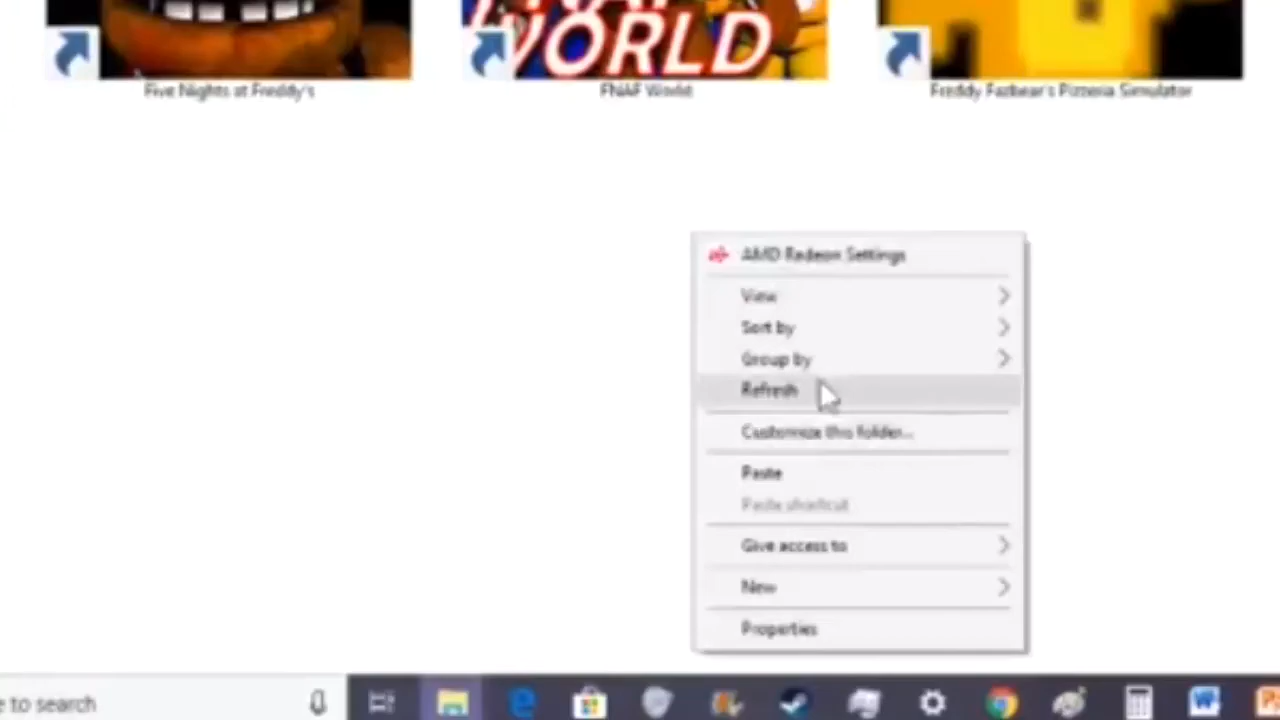 WORLD
Five Nights at Freddy's
FNAF World
Freddy Fazbear's Pizzeria Simulator
AMD Radeon Settings
View
Sort by
Group by
Refresh
Customize this folder...
Paste
Paste shortcut
Give access to
New
Properties
e to search